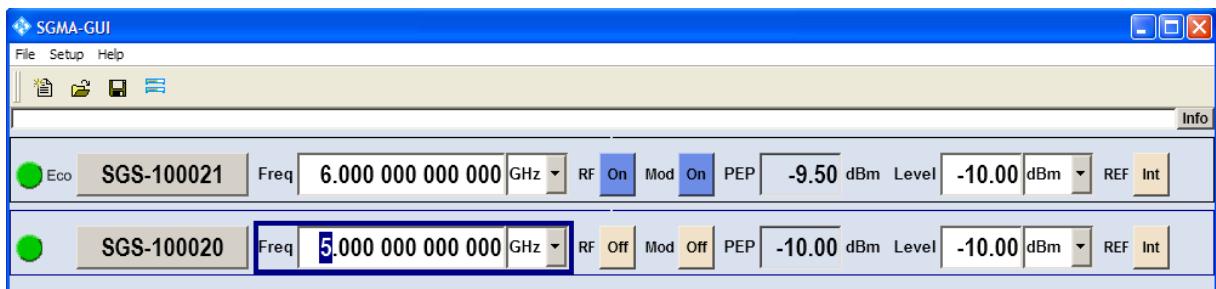 SGMA-GUI
File Setup Help
Info
Eco SGS-100021 Freq 6.000 000 000 000 GHz RF On Mod On PEP -9.50 dBm Level -10.00 dBm REF Int
SGS-100020 Freq 5.000 000 000 000 GHz RF Off Mod Off PEP -10.00 dBm Level -10.00 dBm REF Int